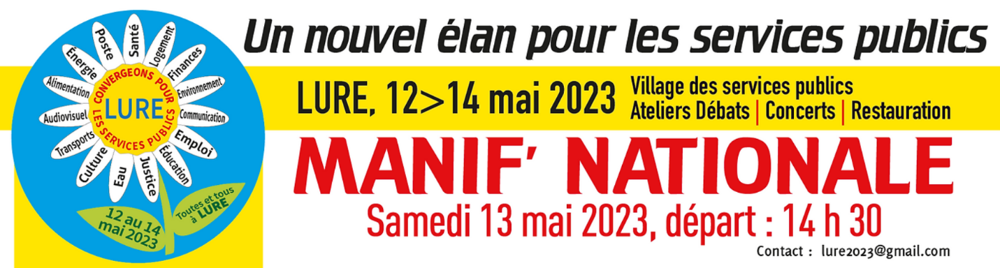 Un nouvel élan pour les services publics
LURE, 12>14 mai 2023
Village des services publics
Ateliers Débats | Concerts | Restauration
MANIF' NATIONALE
Samedi 13 mai 2023, départ : 14 h 30
Contact : lure2023@gmail.com
CONVERGEONS POUR
LURE
LES SERVICES PUBLICS
Santé
Logement
Finances
Environnement
Communication
Emploi
Éducation
Justice
Eau
Culture
Transports
Audiovisuel
Alimentation
Énergie
Poste
12 au 14
mai 2023
Toutes et tous
à LURE